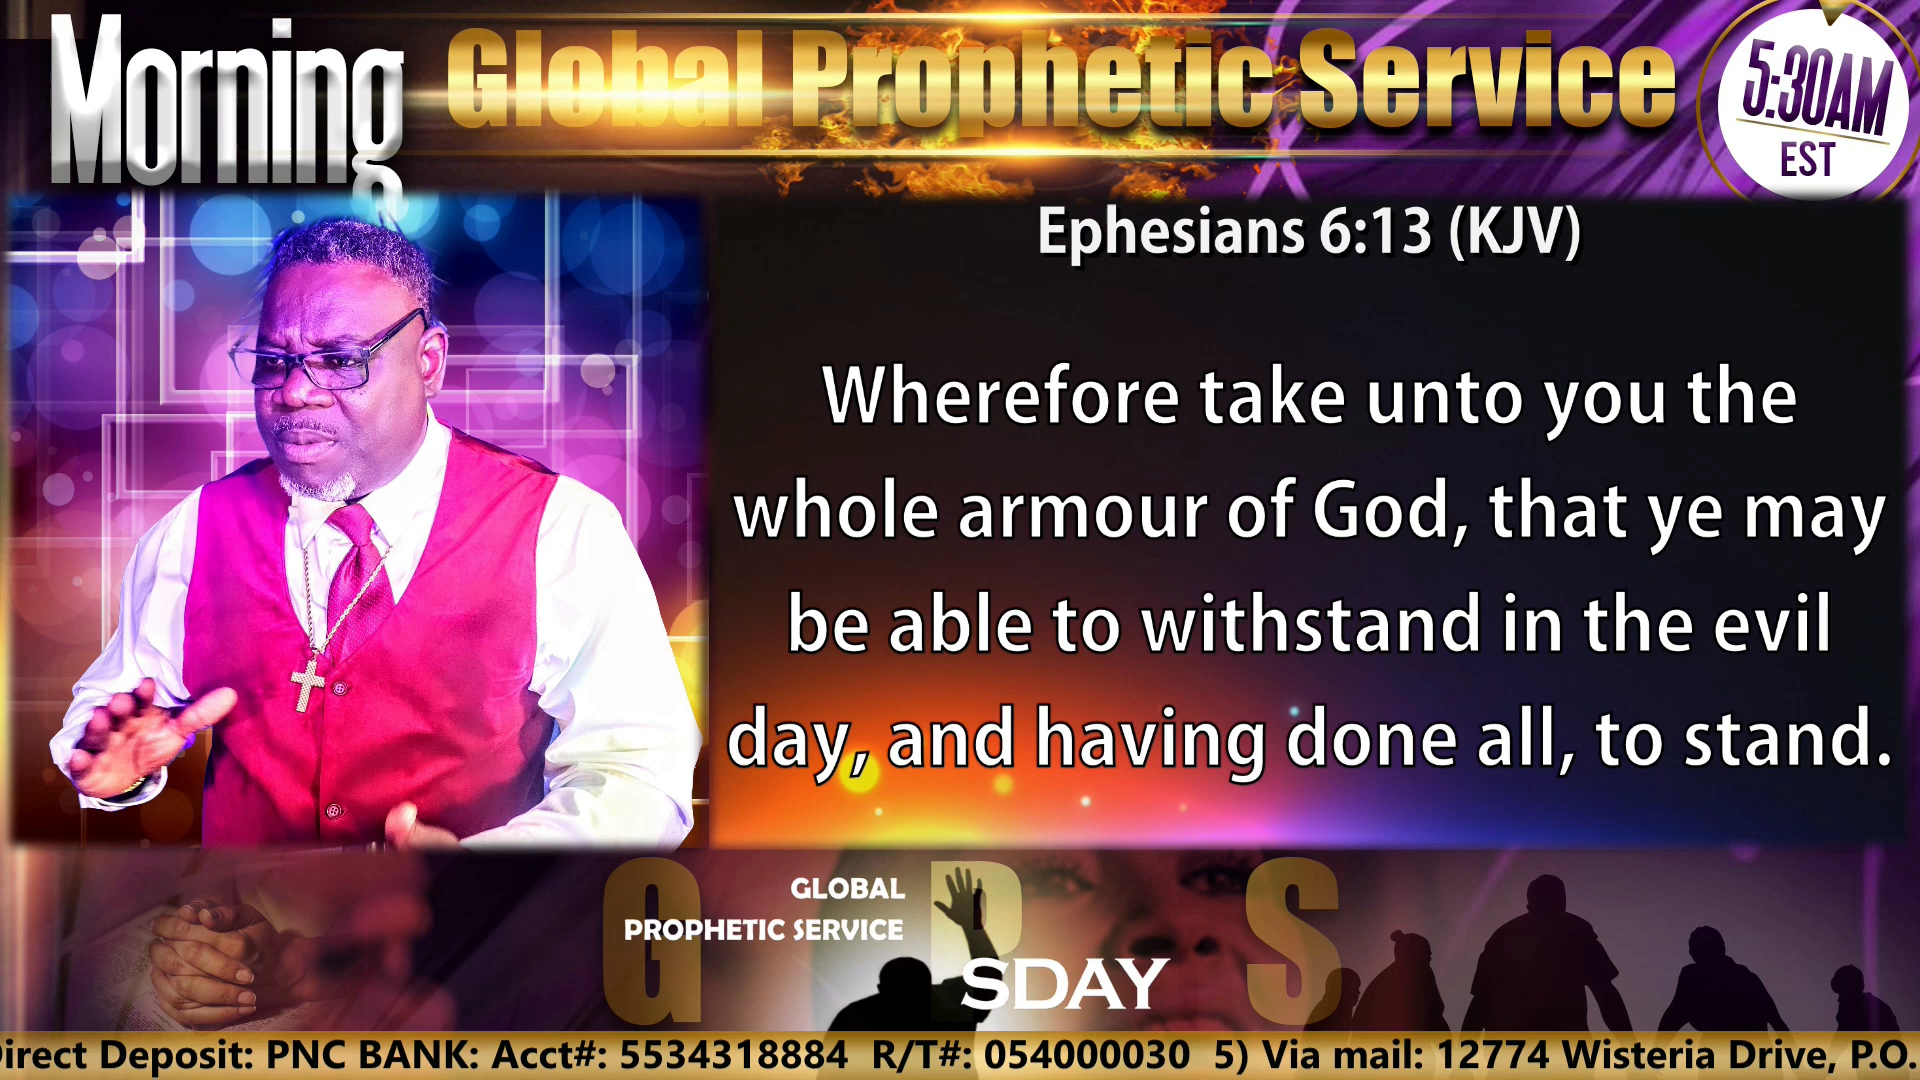 Morning
Global Prophetic Service
5:30AM
EST
Ephesians 6:13 (KJV)
Wherefore take unto you the
whole armour of God, that ye may
be able to withstand in the evil
day, and having done all, to stand.
G P S
GLOBAL
PROPHETIC SERVICE
SDAY
Direct Deposit: PNC BANK: Acct#: 5534318884 R/T#: 054000030 5) Via mail: 12774 Wisteria Drive, P.O.